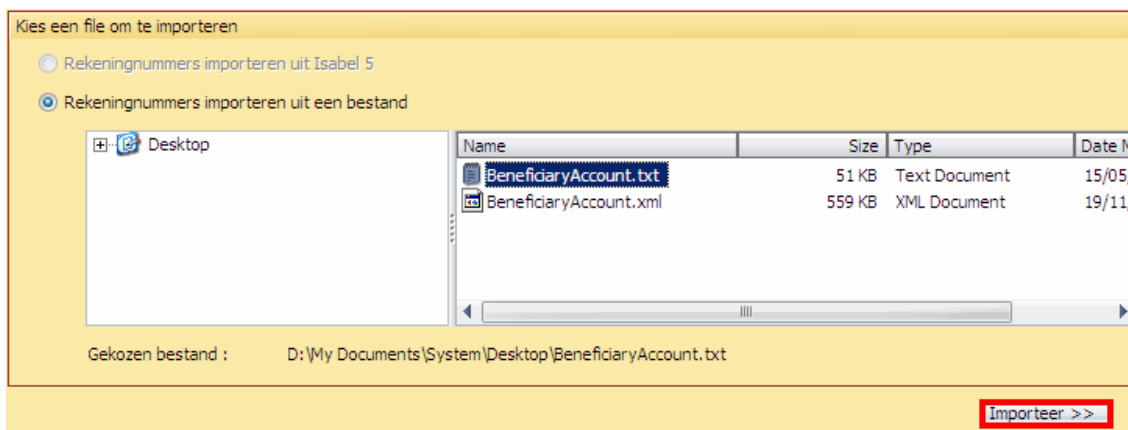 Kies een file om te importeren
Rekeningnummers importeren uit Isabel 5
Rekeningnummers importeren uit een bestand
Desktop
Name Size Type Date M
BeneficiaryAccount.txt 51 KB Text Document 15/05/
BeneficiaryAccount.xml 559 KB XML Document 19/11/
Gekozen bestand : D:\My Documents\System\Desktop\BeneficiaryAccount.txt
Importeer >>